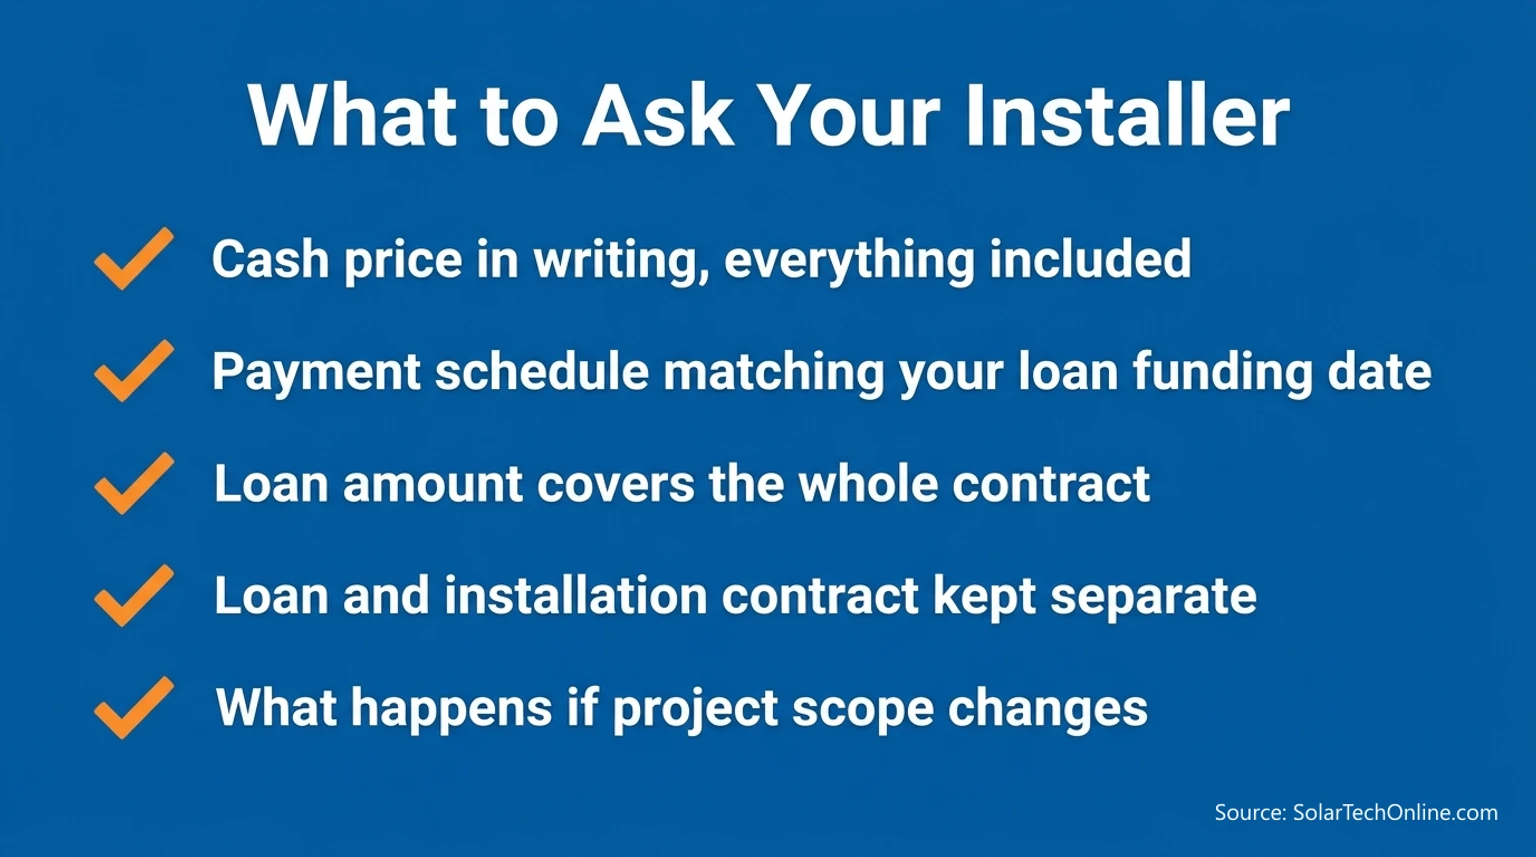 What to Ask Your Installer
Cash price in writing, everything included
Payment schedule matching your loan funding date
Loan amount covers the whole contract
Loan and installation contract kept separate
What happens if project scope changes
Source: SolarTechOnline.com